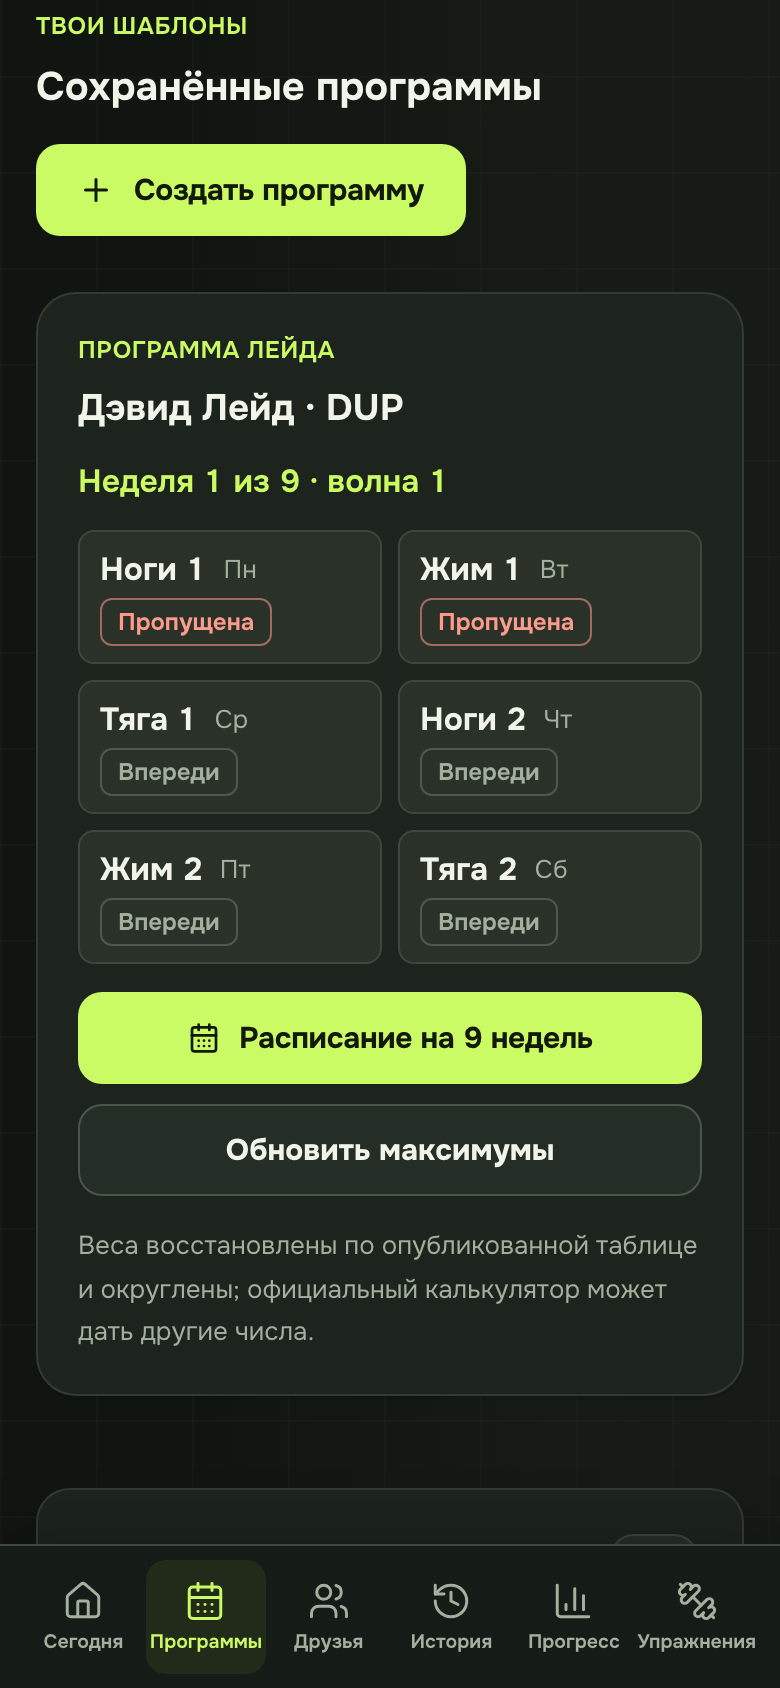 ТВОИ ШАБЛОНЫ
Сохранённые программы
Создать программу
ПРОГРАММА ЛЕЙДА
Дэвид Лейд · DUP
Неделя 1 из 9 · волна 1
Ноги 1 Пн
Пропущена
Жим 1 Вт
Пропущена
Тяга 1 Ср
Впереди
Ноги 2 Чт
Впереди
Жим 2 Пт
Впереди
Тяга 2 Сб
Впереди
Расписание на 9 недель
Обновить максимумы
Веса восстановлены по опубликованной таблице
и округлены; официальный калькулятор может
дать другие числа.
Сегодня
Программы
Друзья
История
Прогресс
Упражнения